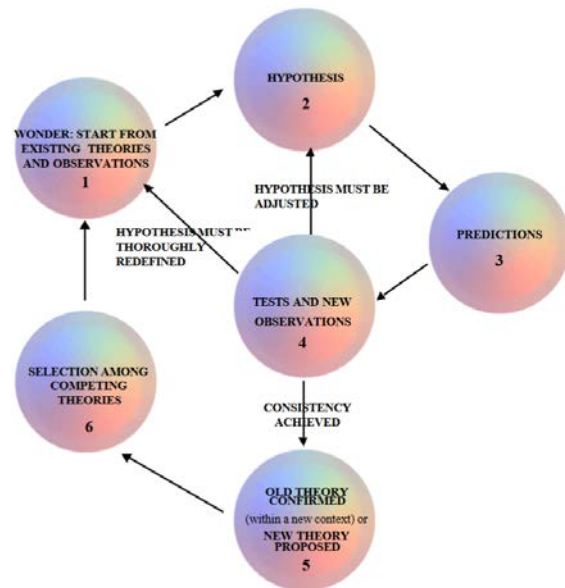 HYPOTHESIS
2
WONDER: START FROM
EXISTING THEORIES
AND OBSERVATIONS
1
HYPOTHESIS MUST BE
ADJUSTED
HYPOTHESIS MUST BE
THOROUGHLY
REDEFINED
PREDICTIONS
3
TESTS AND NEW
OBSERVATIONS
4
SELECTION AMONG
COMPETING
THEORIES
6
CONSISTENCY
ACHIEVED
OLD THEORY
CONFIRMED
(within a new context) or
NEW THEORY
PROPOSED
5